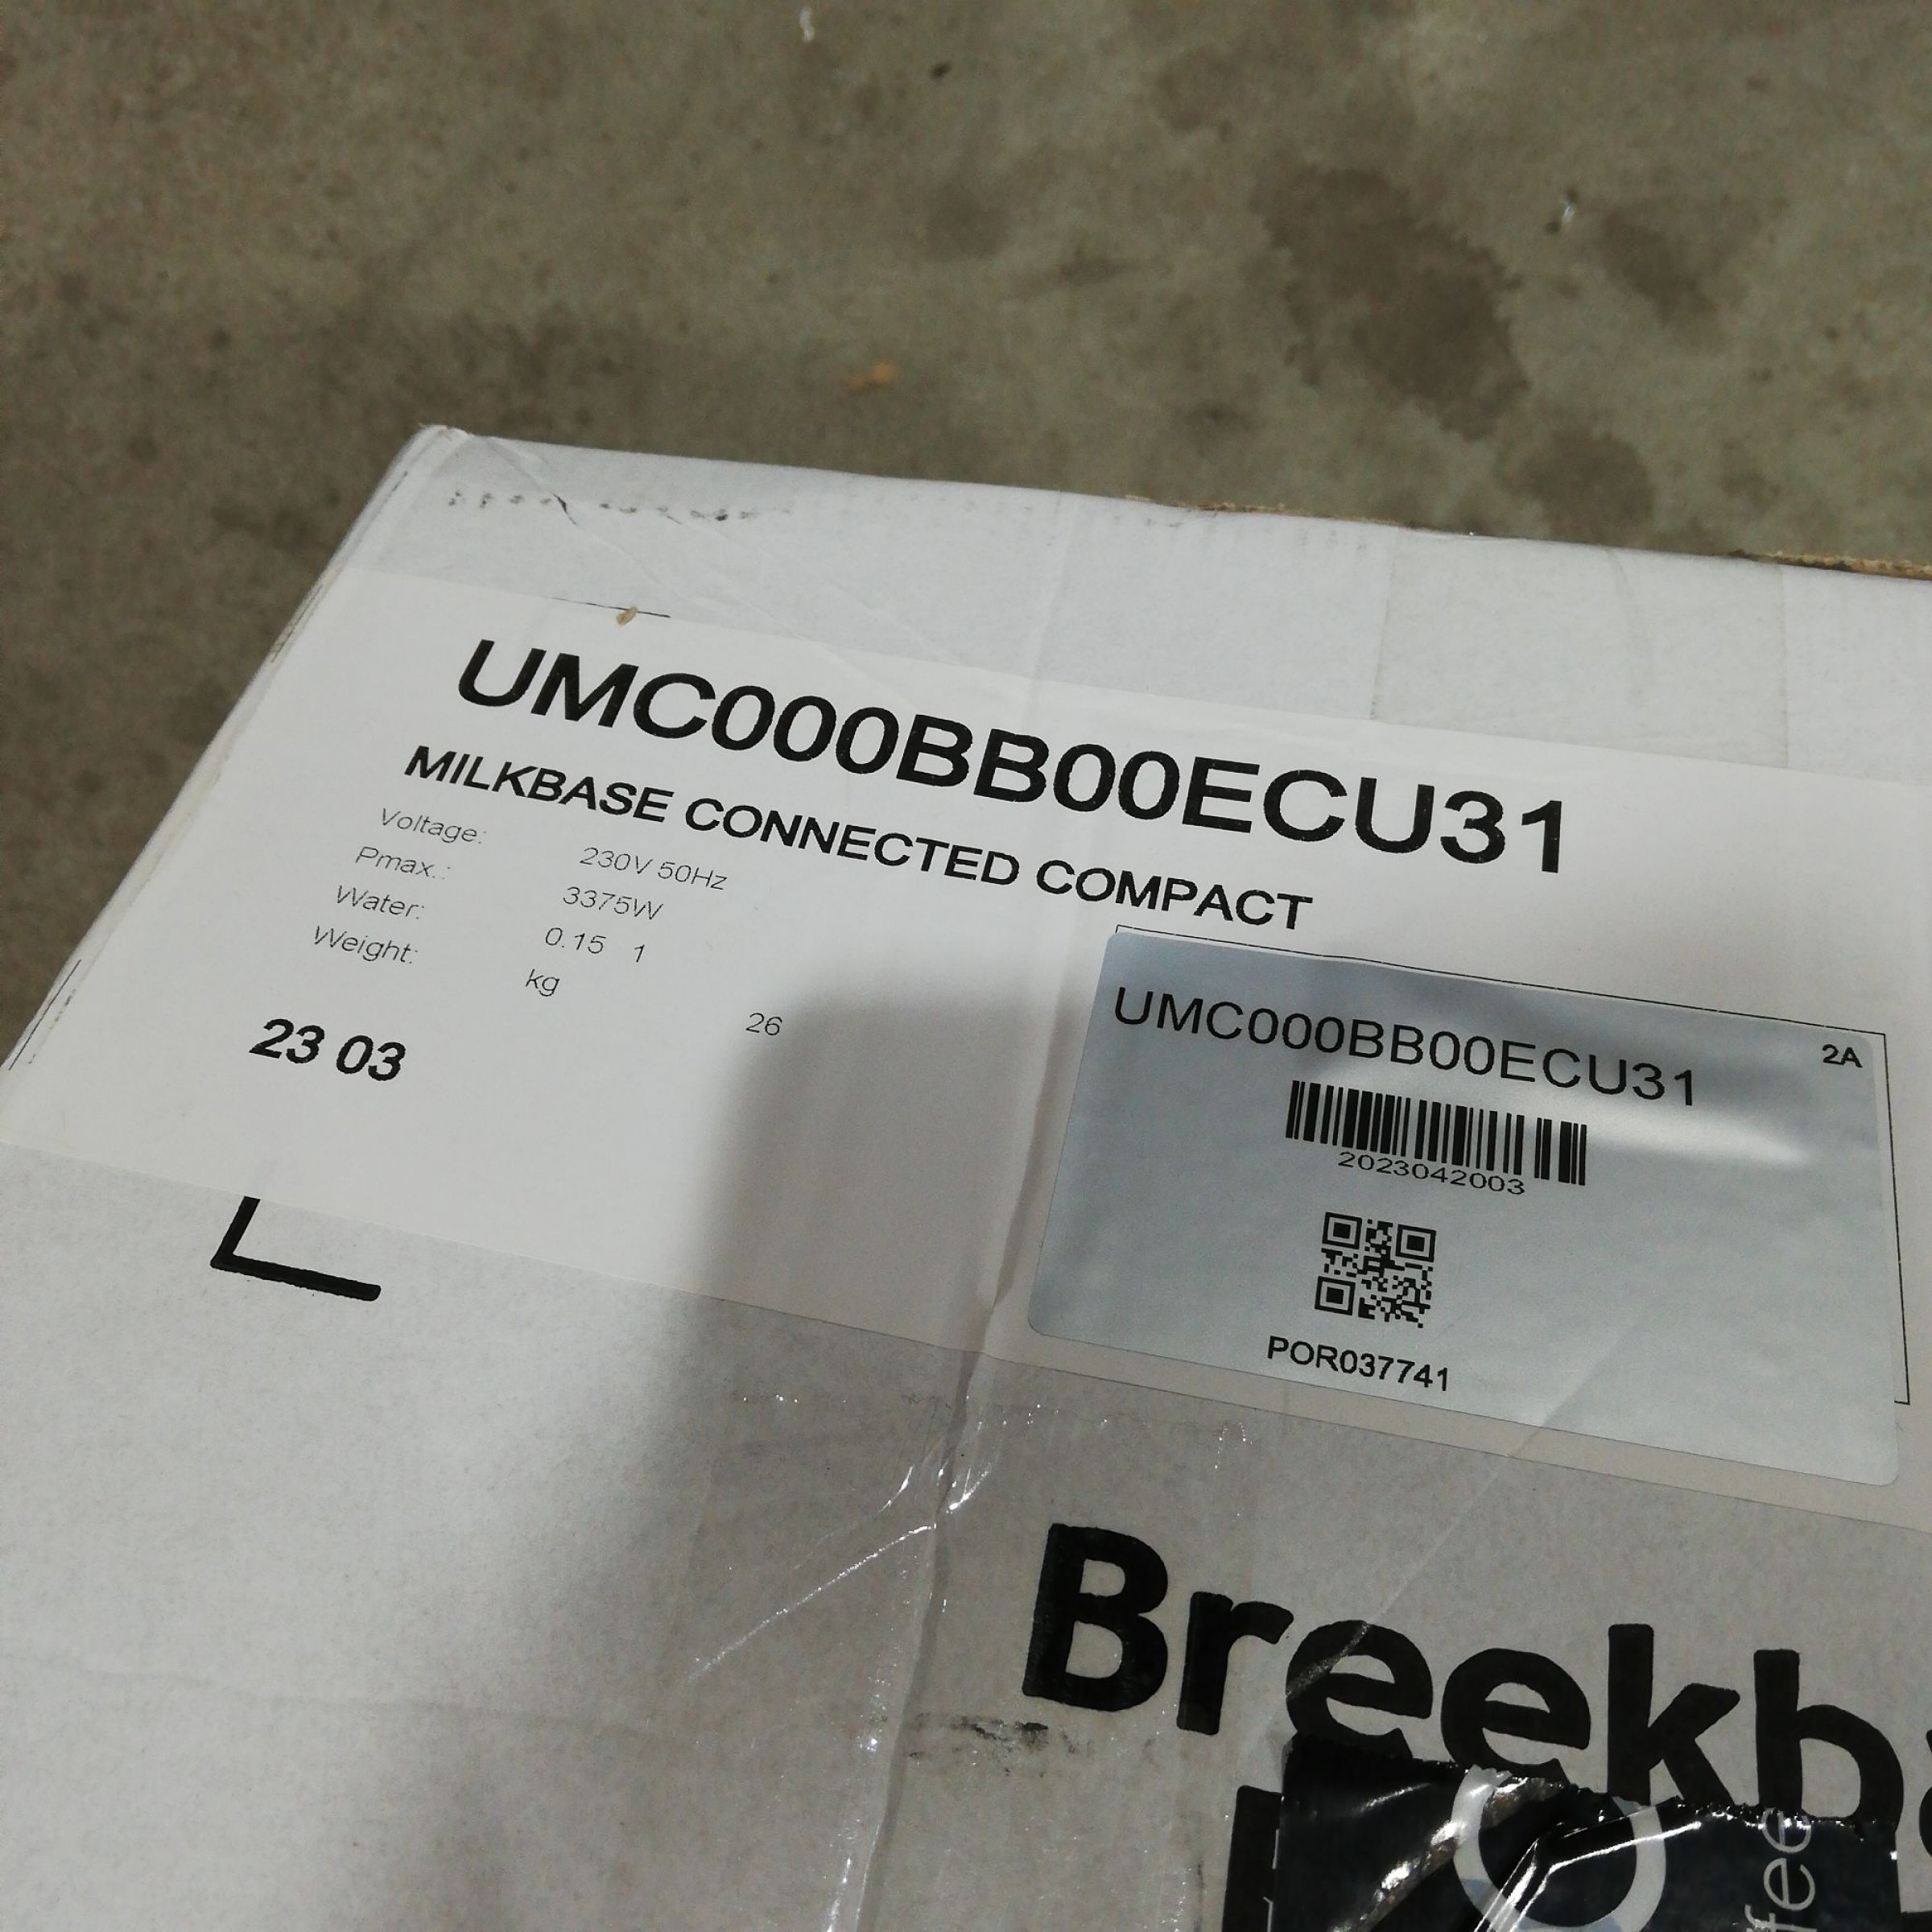 UMC000BB00ECU31
MILKBASE CONNECTED COMPACT
Voltage: 230V 50Hz
Pmax.: 3375W
Water: 0.15 1
Weight: kg
26
23 03
UMC000BB00ECU31
2A
2023042003
POR037741